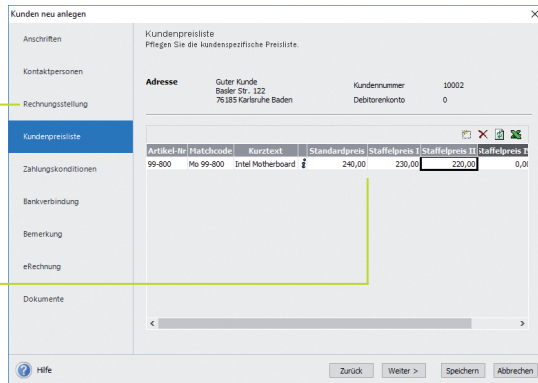 Kunden neu anlegen
Anschriften
Kontaktpersonen
Rechnungsstellung
Kundenpreisliste
Zahlungskonditionen
Bankverbindung
Bemerkung
eRechnung
Dokumente
Kundenpreisliste
Pflegen Sie die kundenspezifische Preisliste.
Adresse Guter Kunde Kundennummer 10002
Basler Str. 122
76185 Karlsruhe Baden Debitorenkonto 0
Artikel-Nr Matchcode Kurztext Standardpreis Staffelpreis I Staffelpreis II Staffelpreis
99-800 Mo 99-800 Intel Motherboard i 240,00 230,00 220,00 0,0
Hilfe Zurück Weiter > Speichern Abbrechen